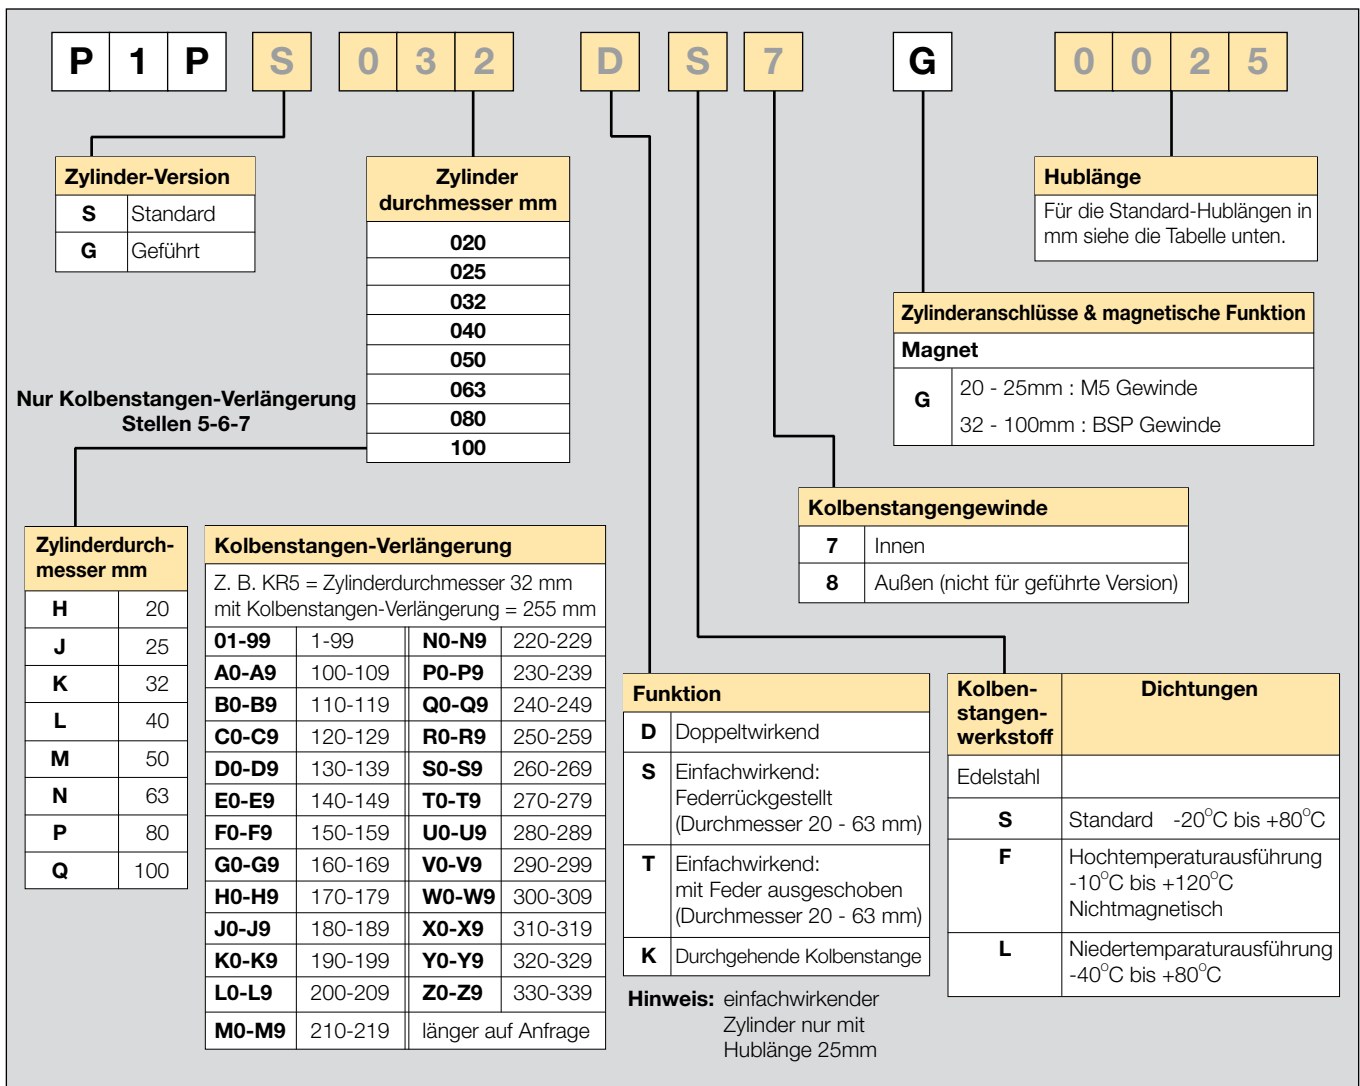 P 1 P S 0 3 2 D S 7 G 0 0 2 5
Zylinder-Version
S Standard
G Geführt
Zylinder
durchmesser mm
020
025
032
040
050
063
080
100
Hublänge
Für die Standard-Hublängen in
mm siehe die Tabelle unten.
Zylinderanschlüsse & magnetische Funktion
Magnet
G 20 - 25mm : M5 Gewinde
32 - 100mm : BSP Gewinde
Nur Kolbenstangen-Verlängerung
Stellen 5-6-7
Kolbenstangengewinde
7 Innen
8 Außen (nicht für geführte Version)
Zylinderdurch-
messer mm
H 20
J 25
K 32
L 40
M 50
N 63
P 80
Q 100
Kolbenstangen-Verlängerung
Z. B. KR5 = Zylinderdurchmesser 32 mm
mit Kolbenstangen-Verlängerung = 255 mm
01-99 1-99 N0-N9 220-229
A0-A9 100-109 P0-P9 230-239
B0-B9 110-119 Q0-Q9 240-249
C0-C9 120-129 R0-R9 250-259
D0-D9 130-139 S0-S9 260-269
E0-E9 140-149 T0-T9 270-279
F0-F9 150-159 U0-U9 280-289
G0-G9 160-169 V0-V9 290-299
H0-H9 170-179 W0-W9 300-309
J0-J9 180-189 X0-X9 310-319
K0-K9 190-199 Y0-Y9 320-329
L0-L9 200-209 Z0-Z9 330-339
M0-M9 210-219 länger auf Anfrage
Funktion
D Doppeltwirkend
S Einfachwirkend:
Federrückgestellt
(Durchmesser 20 - 63 mm)
T Einfachwirkend:
mit Feder ausgeschoben
(Durchmesser 20 - 63 mm)
K Durchgehende Kolbenstange
Hinweis: einfachwirkender
Zylinder nur mit
Hublänge 25mm
Kolben-
stangen-
werkstoff
Dichtungen
Edelstahl
S Standard -20°C bis +80°C
F Hochtemperaturausführung
-10°C bis +120°C
Nichtmagnetisch
L Niedertemparaturausführung
-40°C bis +80°C